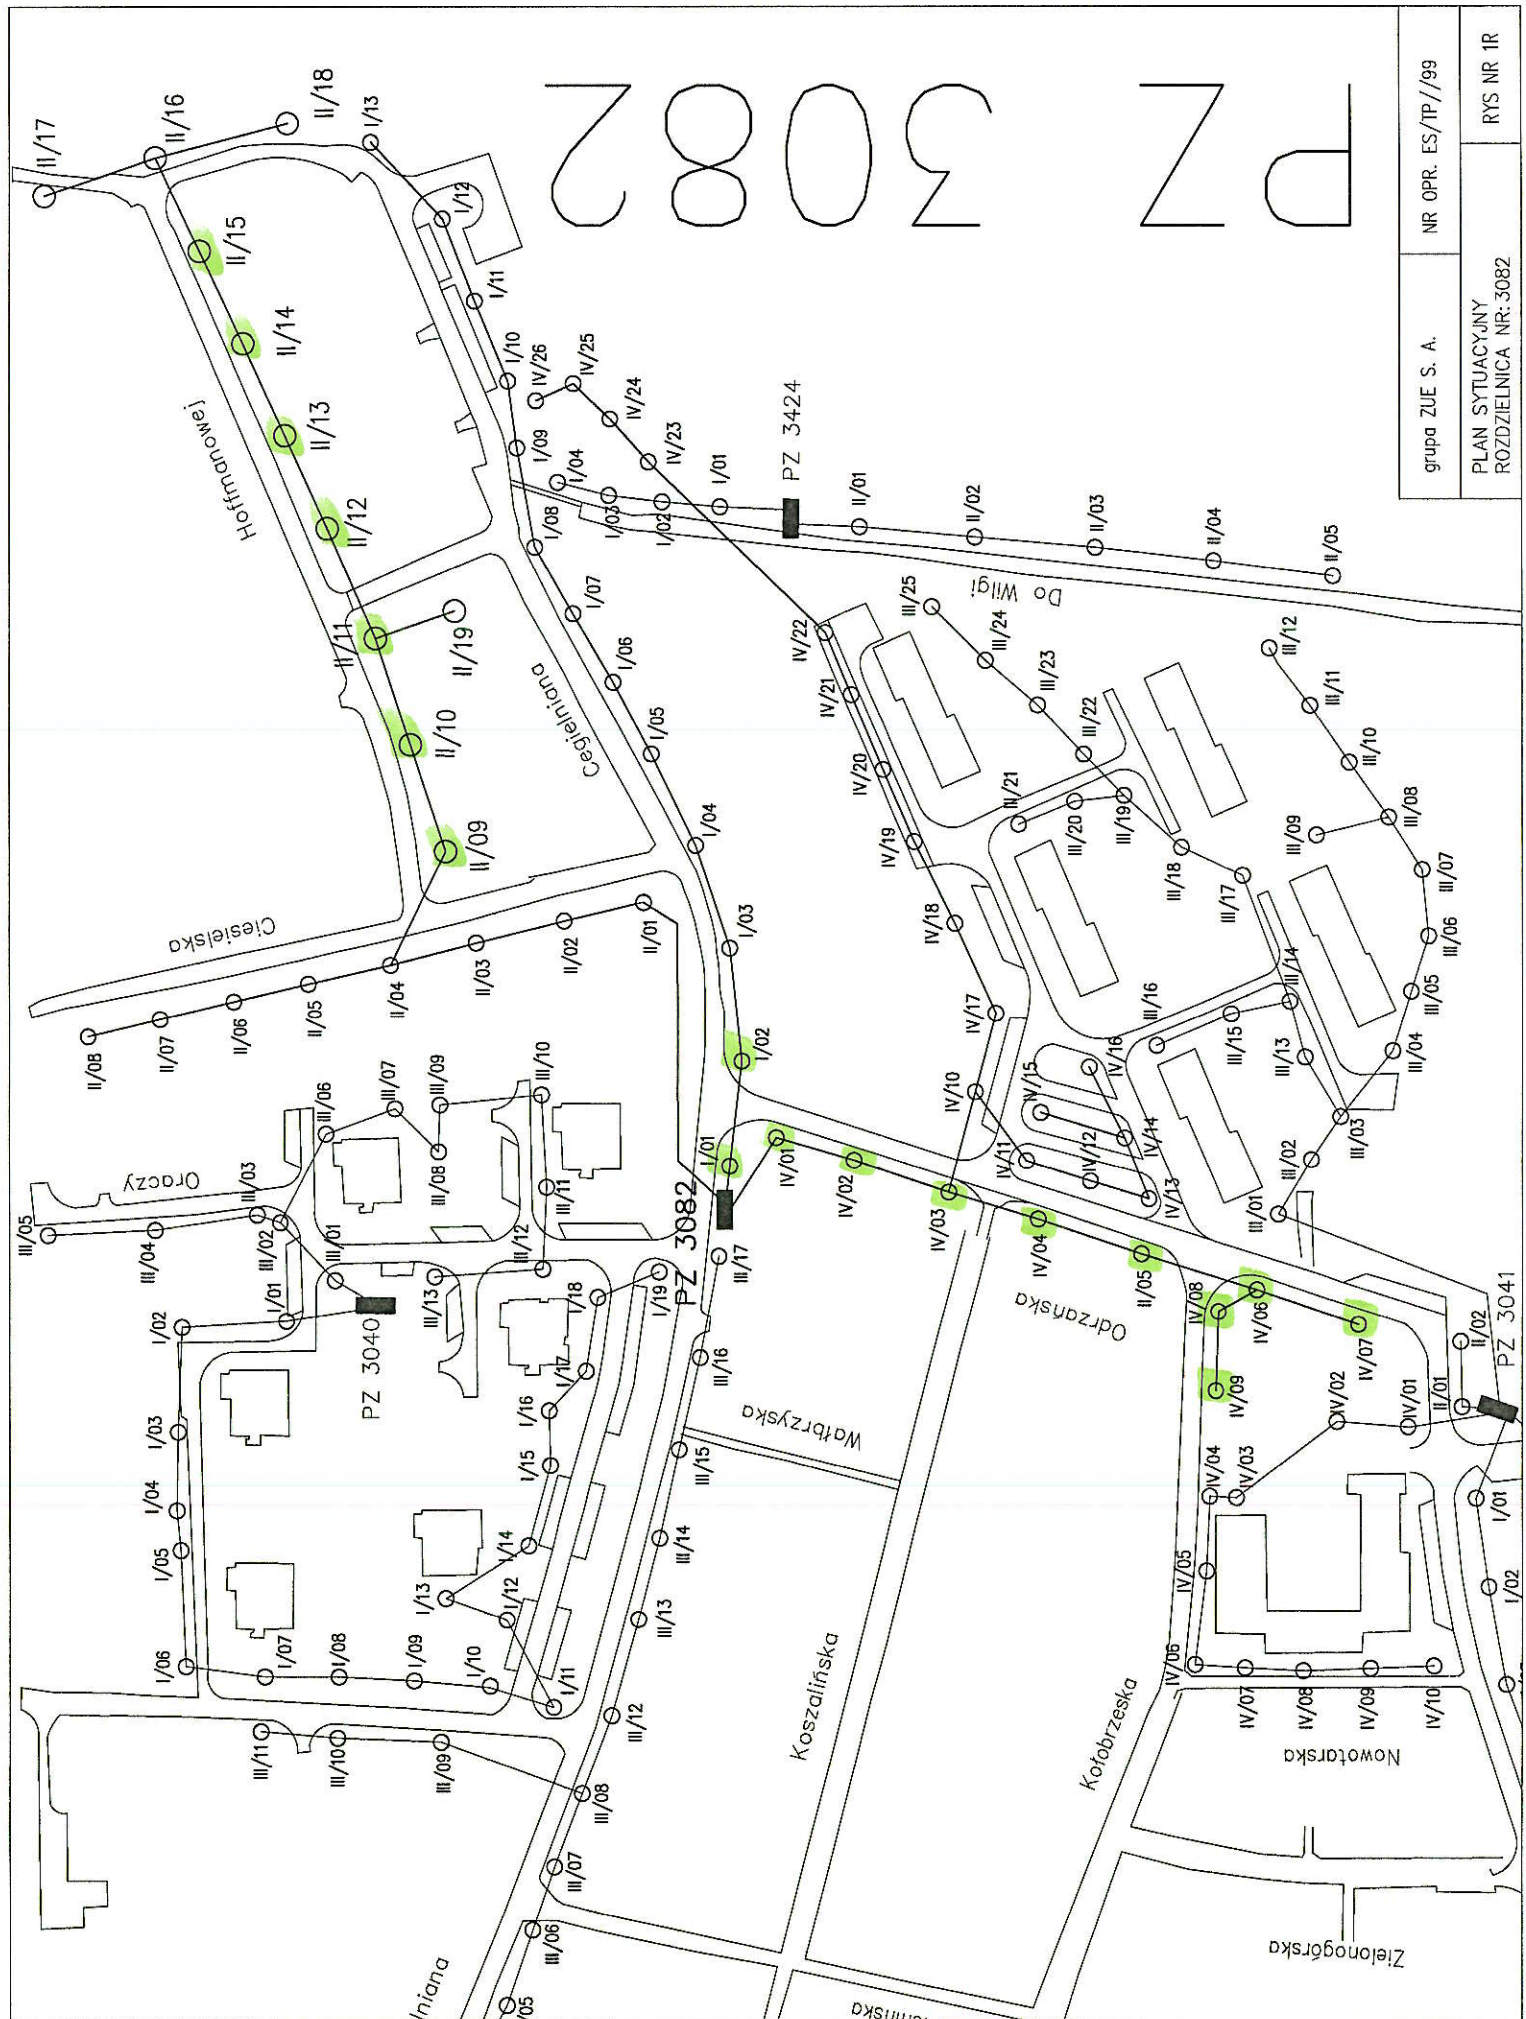 II/17
II/16
II/18
I/13
II/15
II/14
II/13
II/12
II/11
II/19
II/10
II/09
Hoffmanowej
I/12
I/11
I/10
I/09
I/08
I/07
I/06
I/05
I/04
I/03
I/02
I/01
Cegielniana
Ciesielska
II/08
II/07
II/06
II/05
II/04
II/03
II/02
II/01
PZ 3082
IV/26
IV/25
IV/24
IV/23
IV/22
IV/21
IV/20
IV/19
IV/18
IV/17
IV/10
IV/11
IV/12
IV/13
IV/14
IV/15
IV/16
I/04
I/03
I/02
I/01
PZ 3424
II/01
II/02
II/03
II/04
II/05
Do Wilgi
III/25
III/24
III/23
III/22
III/21
III/20
III/19
III/18
III/17
III/16
III/15
III/14
III/13
III/12
III/11
III/10
III/09
III/08
III/07
III/06
III/05
III/04
III/03
III/02
III/01
PZ 3082
IV/01
IV/02
IV/03
IV/04
II/05
IV/06
IV/07
IV/08
IV/09
Odrzańska
Oraczy
III/05
III/04
III/03
III/02
III/01
III/06
III/07
III/08
III/09
III/10
III/11
III/12
III/13
PZ 3040
I/01
I/02
I/03
I/04
I/05
I/06
I/07
I/08
I/09
I/10
I/11
I/12
I/13
I/14
I/15
I/16
I/17
I/18
I/19
III/17
III/16
III/15
III/14
III/13
III/12
III/11
III/10
III/09
III/08
III/07
III/06
/05
lniana
Wałbrzyska
Koszalińska
Kołobrzeska
Nowotarska
Zielonogórska
PZ 3041
II/02
II/01
IV/01
IV/02
IV/03
IV/04
IV/05
IV/06
IV/07
IV/08
IV/09
IV/10
I/01
I/02
grupa ZUE S. A.
NR OPR. ES/TP//99
PLAN SYTUACYJNY
ROZDZIELNICA NR: 3082
RYS NR 1R